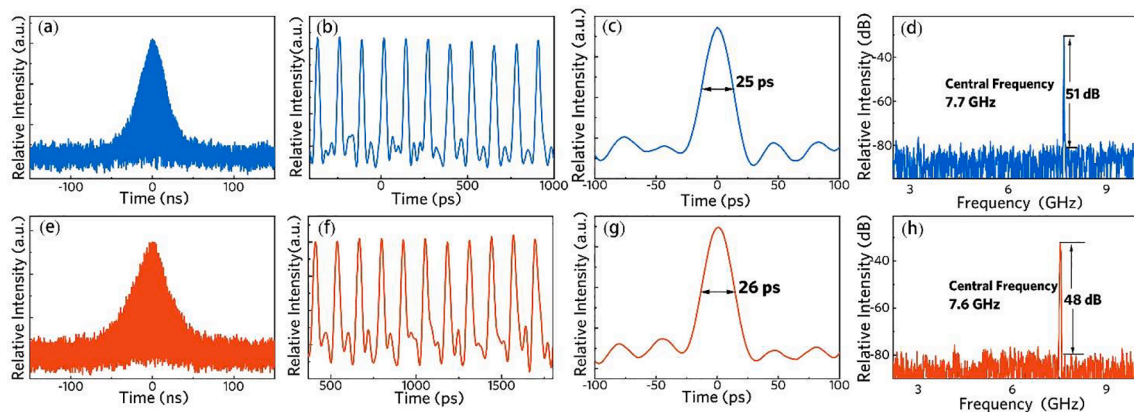 (a)
Relative Intensity (a.u.)
-100 0 100
Time (ns)
(b)
Relative Intensity (a.u.)
0 500 1000
Time (ps)
(c)
Relative Intensity (a.u.)
25 ps
-100 -50 0 50 100
Time (ps)
(d)
Relative Intensity (dB)
-40
-60
-80
Central Frequency
7.7 GHz
51 dB
3 6 9
Frequency (GHz)
(e)
Relative Intensity (a.u.)
-100 0 100
Time (ns)
(f)
Relative Intensity (a.u.)
500 1000 1500
Time (ps)
(g)
Relative Intensity (a.u.)
26 ps
-100 -50 0 50 100
Time (ps)
(h)
Relative Intensity (dB)
-40
-60
-80
Central Frequency
7.6 GHz
48 dB
3 6 9
Frequency (GHz)